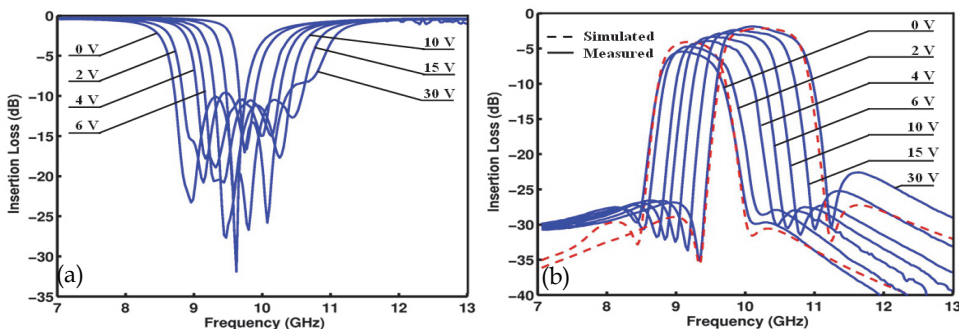 0
−5
−10
−15
−20
−25
−30
−35
Insertion Loss (dB)
0 V
2 V
4 V
6 V
10 V
15 V
30 V
(a)
7
8
9
10
11
12
13
Frequency (GHz)
0
−5
−10
−15
−20
−25
−30
−35
−40
Insertion Loss (dB)
Simulated
Measured
0 V
2 V
4 V
6 V
10 V
15 V
30 V
(b)
7
8
9
10
11
12
13
Frequency (GHz)